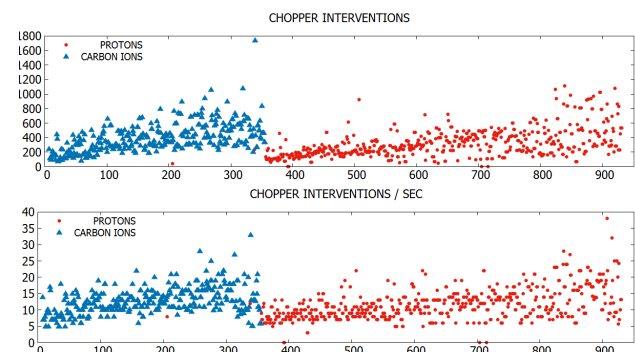 CHOPPER INTERVENTIONS
1800
1600
1400
1200
1000
800
600
400
200
0
PROTONS
CARBON IONS
0 100 200 300 400 500 600 700 800 900
CHOPPER INTERVENTIONS / SEC
40
35
30
25
20
15
10
5
0
PROTONS
CARBON IONS
0 100 200 300 400 500 600 700 800 900